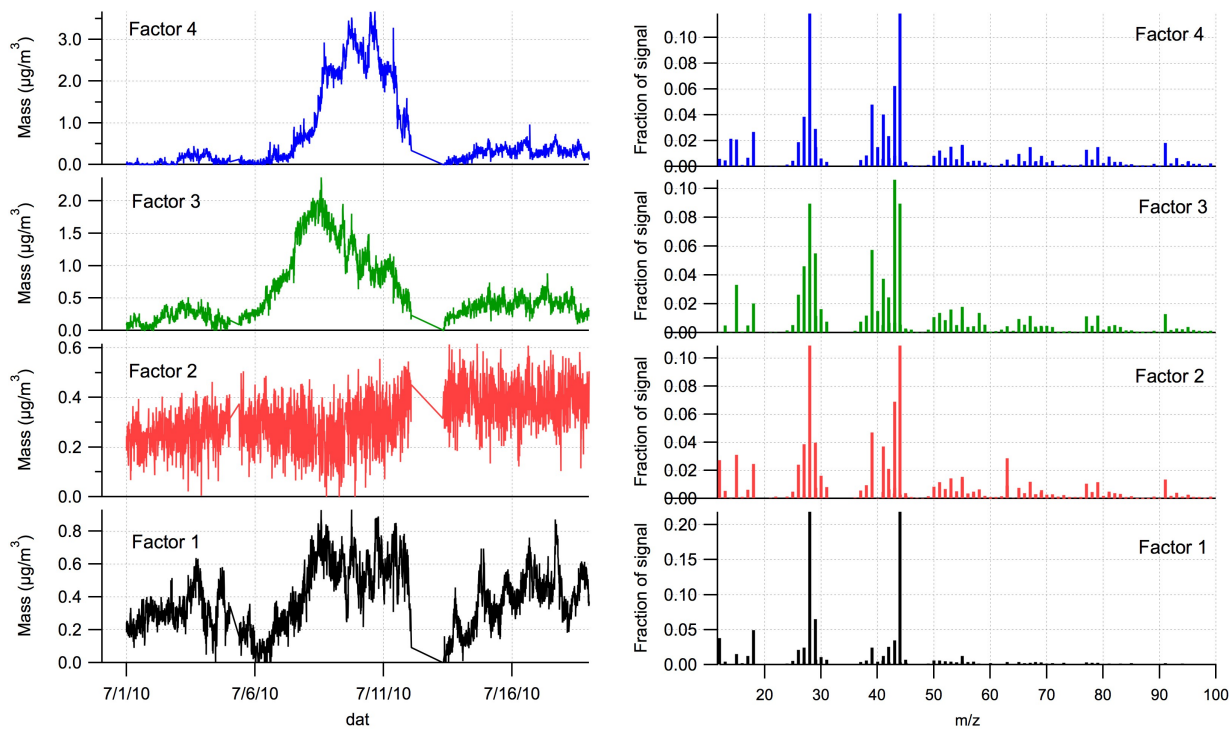 Factor 4
Mass (µg/m³)
3.0
2.0
1.0
0.0
Factor 3
Mass (µg/m³)
2.0
1.5
1.0
0.5
0.0
Factor 2
Mass (µg/m³)
0.6
0.4
0.2
0.0
Factor 1
Mass (µg/m³)
0.8
0.6
0.4
0.2
0.0
7/1/10 7/6/10 7/11/10 7/16/10
dat
Factor 4
Fraction of signal
0.10
0.08
0.06
0.04
0.02
0.00
Factor 3
Fraction of signal
0.10
0.08
0.06
0.04
0.02
0.00
Factor 2
Fraction of signal
0.10
0.08
0.06
0.04
0.02
0.00
Factor 1
Fraction of signal
0.20
0.15
0.10
0.05
0.00
20 30 40 50 60 70 80 90 100
m/z